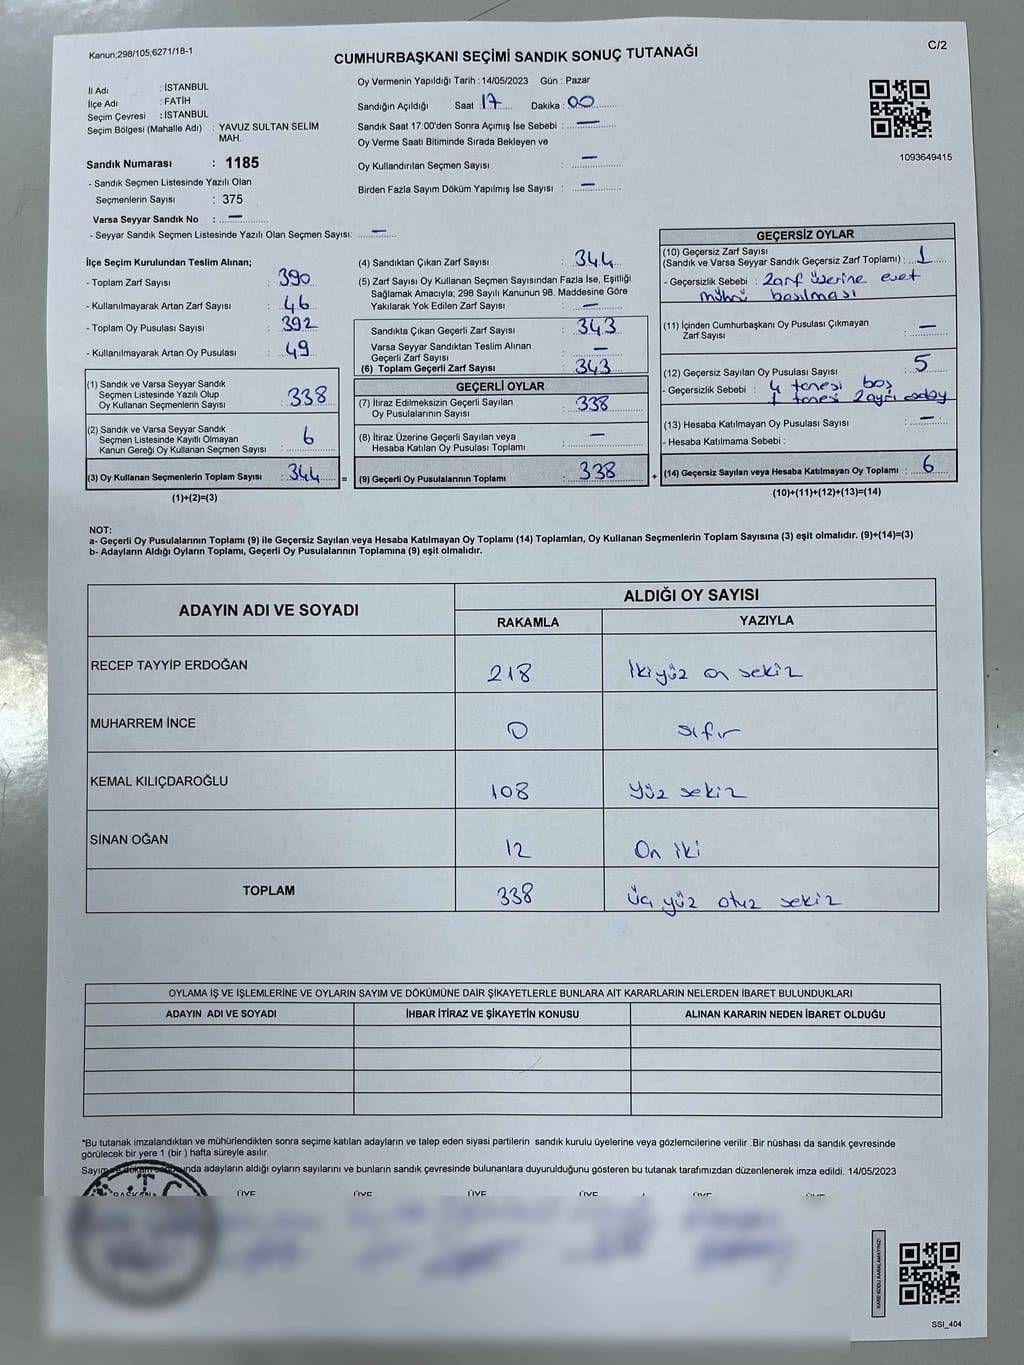 Kanun;298/105;6271/18-1
CUMHURBAŞKANI SEÇİMİ SANDIK SONUÇ TUTANAĞI
C/2
İl Adı : İSTANBUL
İlçe Adı : FATİH
Seçim Çevresi : İSTANBUL
Seçim Bölgesi (Mahalle Adı) : YAVUZ SULTAN SELİM
MAH.
Sandık Numarası : 1185
- Sandık Seçmen Listesinde Yazılı Olan
Seçmenlerin Sayısı : 375
Varsa Seyyar Sandık No : —
- Seyyar Sandık Seçmen Listesinde Yazılı Olan Seçmen Sayısı: —
Oy Vermenin Yapıldığı Tarih : 14/05/2023 Gün : Pazar
Sandığın Açıldığı Saat : 17 Dakika : 00
Sandık Saat 17:00'den Sonra Açımış İse Sebebi : —
Oy Verme Saati Bitiminde Sırada Bekleyen ve
Oy Kullandırılan Seçmen Sayısı : —
Birden Fazla Sayım Döküm Yapılmış İse Sayısı : —
1093649415
İlçe Seçim Kurulundan Teslim Alınan;
- Toplam Zarf Sayısı : 390
- Kullanılmayarak Artan Zarf Sayısı : 46
- Toplam Oy Pusulası Sayısı : 392
- Kullanılmayarak Artan Oy Pusulası : 49
(1) Sandık ve Varsa Seyyar Sandık
Seçmen Listesinde Yazılı Olup
Oy Kullanan Seçmenlerin Sayısı : 338
(2) Sandık ve Varsa Seyyar Sandık
Seçmen Listesinde Kayıtlı Olmayan
Kanun Gereği Oy Kullanan Seçmen Sayısı : 6
(3) Oy Kullanan Seçmenlerin Toplam Sayısı : 344 =
(1)+(2)=(3)
(4) Sandıktan Çıkan Zarf Sayısı : 344
(5) Zarf Sayısı Oy Kullanan Seçmen Sayısından Fazla İse, Eşitliği
Sağlamak Amacıyla, 298 Sayılı Kanunun 98. Maddesine Göre
Yakılarak Yok Edilen Zarf Sayısı : —
Sandıkta Çıkan Geçerli Zarf Sayısı : 343
Varsa Seyyar Sandıktan Teslim Alınan
Geçerli Zarf Sayısı : —
(6) Toplam Geçerli Zarf Sayısı : 343
GEÇERLİ OYLAR
(7) İtiraz Edilmeksizin Geçerli Sayılan
Oy Pusulalarının Sayısı : 338
(8) İtiraz Üzerine Geçerli Sayılan veya
Hesaba Katılan Oy Pusulası Toplamı : —
(9) Geçerli Oy Pusulalarının Toplamı : 338 +
GEÇERSİZ OYLAR
(10) Geçersiz Zarf Sayısı
(Sandık ve Varsa Seyyar Sandık Geçersiz Zarf Toplamı) : 1
- Geçersizlik Sebebi : Zarf üzerine evet
mühü basılması
(11) İçinden Cumhurbaşkanı Oy Pusulası Çıkmayan
Zarf Sayısı : —
(12) Geçersiz Sayılan Oy Pusulası Sayısı : 5
- Geçersizlik Sebebi : 4 tanesi boş
1 tanesi 2 ayrı aday
(13) Hesaba Katılmayan Oy Pusulası Sayısı : —
- Hesaba Katılmama Sebebi :
(14) Geçersiz Sayılan veya Hesaba Katılmayan Oy Toplamı : 6
(10)+(11)+(12)+(13)=(14)
NOT:
a- Geçerli Oy Pusulalarının Toplamı (9) ile Geçersiz Sayılan veya Hesaba Katılmayan Oy Toplamı (14) Toplamları, Oy Kullanan Seçmenlerin Toplam Sayısına (3) eşit olmalıdır. (9)+(14)=(3)
b- Adayların Aldığı Oyların Toplamı, Geçerli Oy Pusulalarının Toplamına (9) eşit olmalıdır.
ADAYIN ADI VE SOYADI
ALDIĞI OY SAYISI
RAKAMLA YAZIYLA
RECEP TAYYİP ERDOĞAN 218 İki yüz on sekiz
MUHARREM İNCE 0 sıfır
KEMAL KILIÇDAROĞLU 108 Yüz sekiz
SİNAN OĞAN 12 On iki
TOPLAM 338 Üç yüz otuz sekiz
OYLAMA İŞ VE İŞLEMLERİNE VE OYLARIN SAYIM VE DÖKÜMÜNE DAİR ŞİKAYETLERLE BUNLARA AİT KARARLARIN NELERDEN İBARET BULUNDUKLARI
ADAYIN ADI VE SOYADI İHBAR İTİRAZ VE ŞİKAYETİN KONUSU ALINAN KARARIN NEDEN İBARET OLDUĞU
*Bu tutanak imzalandıktan ve mühürlendikten sonra seçime katılan adayların ve talep eden siyasi partilerin sandık kurulu üyelerine veya gözlemcilerine verilir .Bir nüshası da sandık çevresinde
görülecek bir yere 1 (bir ) hafta süreyle asılır.
Sayım adayların aldığı oyların sayılarını ve bunların sandık çevresinde bulunanlara duyurulduğunu gösteren bu tutanak tarafımızdan düzenlenerek imza edildi. 14/05/2023
BAŞKAN ÜYE ÜYE ÜYE ÜYE ÜYE
T.C.
KARE KODU KARALAMAYINIZ!
SSI_404